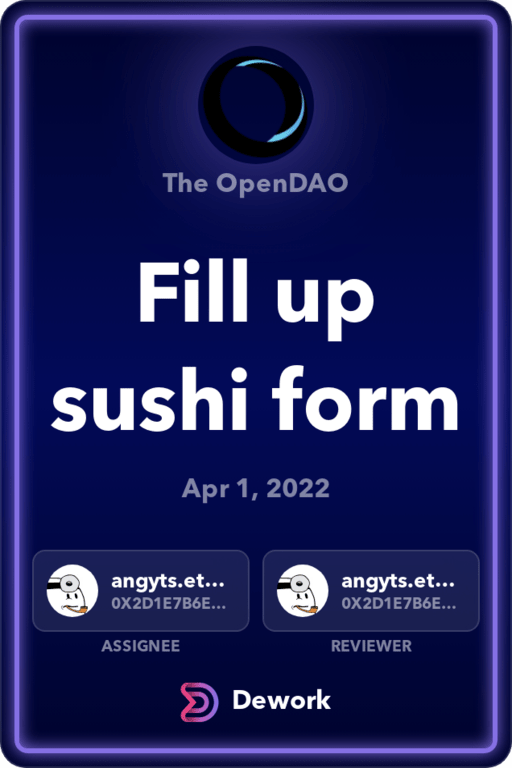 The OpenDAO
Fill up
sushi form
Apr 1, 2022
angyts.et... angyts.et...
0X2D1E7B6E... 0X2D1E7B6E...
ASSIGNEE REVIEWER
Dework